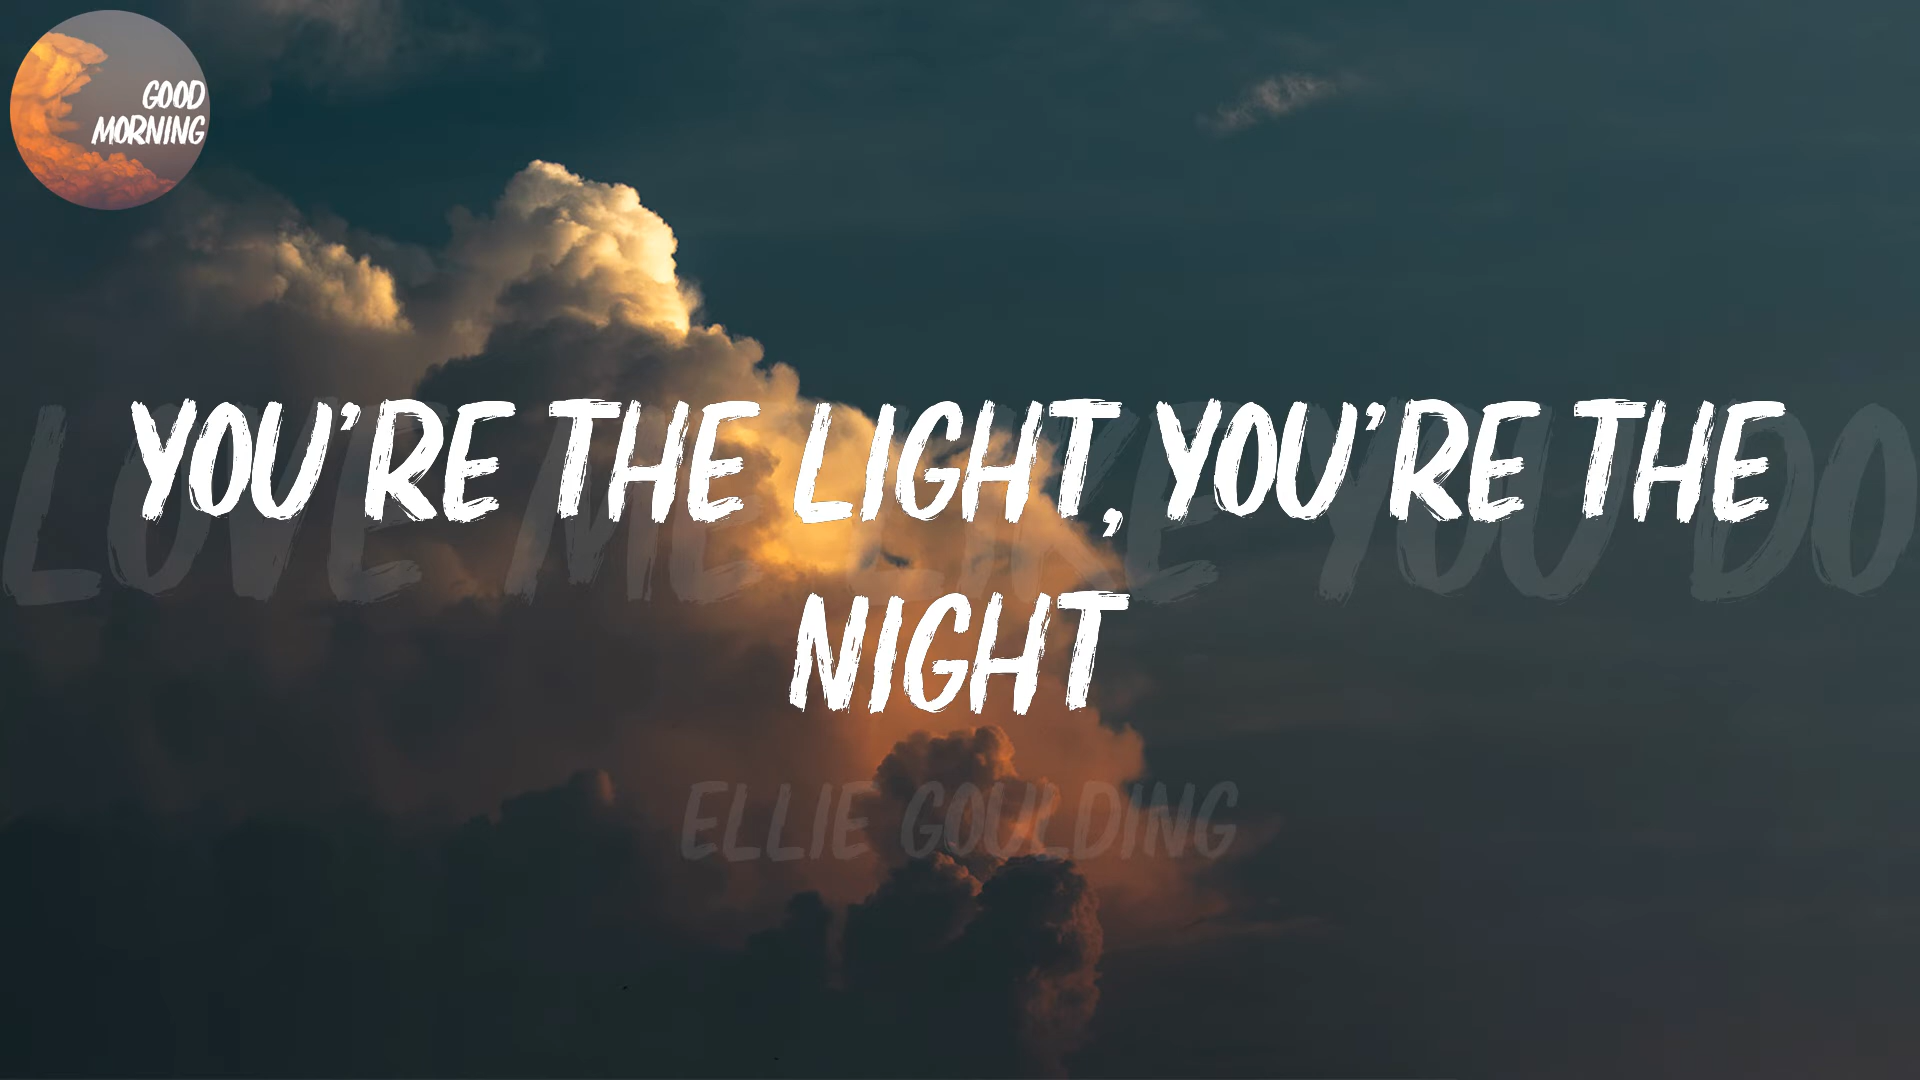 GOOD
MORNING
LOVE ME LIKE YOU DO
YOU'RE THE LIGHT, YOU'RE THE
NIGHT
ELLIE GOULDING